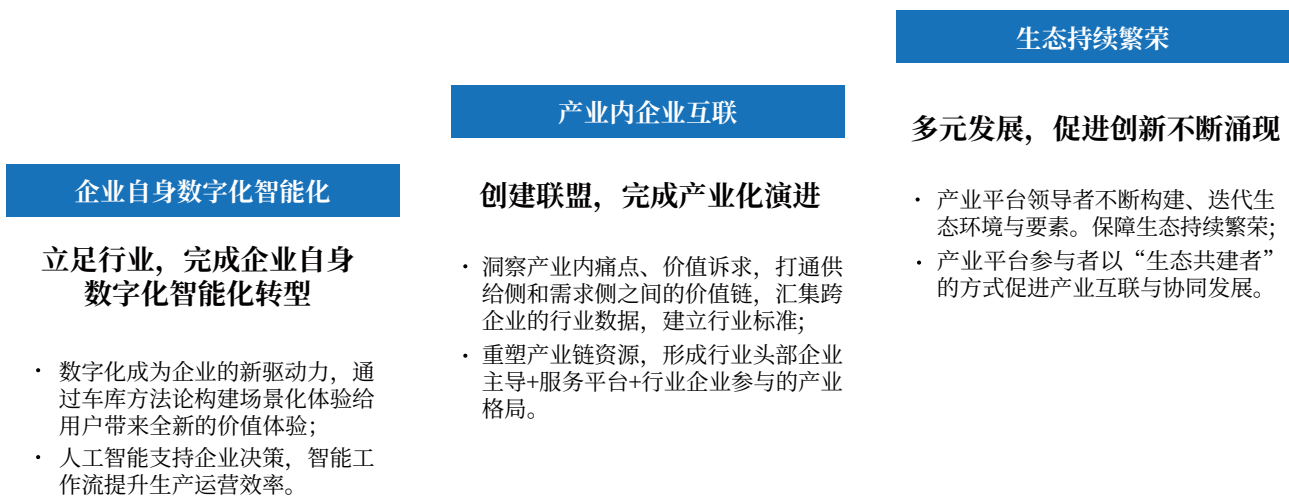 企业自身数字化智能化
立足行业，完成企业自身
数字化智能化转型
· 数字化成为企业的新驱动力，通
过车库方法论构建场景化体验给
用户带来全新的价值体验；
· 人工智能支持企业决策，智能工
作流提升生产运营效率。
产业内企业互联
创建联盟，完成产业化演进
· 洞察产业内痛点、价值诉求，打通供
给侧和需求侧之间的价值链，汇集跨
企业的行业数据，建立行业标准；
· 重塑产业链资源，形成行业头部企业
主导+服务平台+行业企业参与的产业
格局。
生态持续繁荣
多元发展，促进创新不断涌现
· 产业平台领导者不断构建、迭代生
态环境与要素。保障生态持续繁荣；
· 产业平台参与者以“生态共建者”
的方式促进产业互联与协同发展。